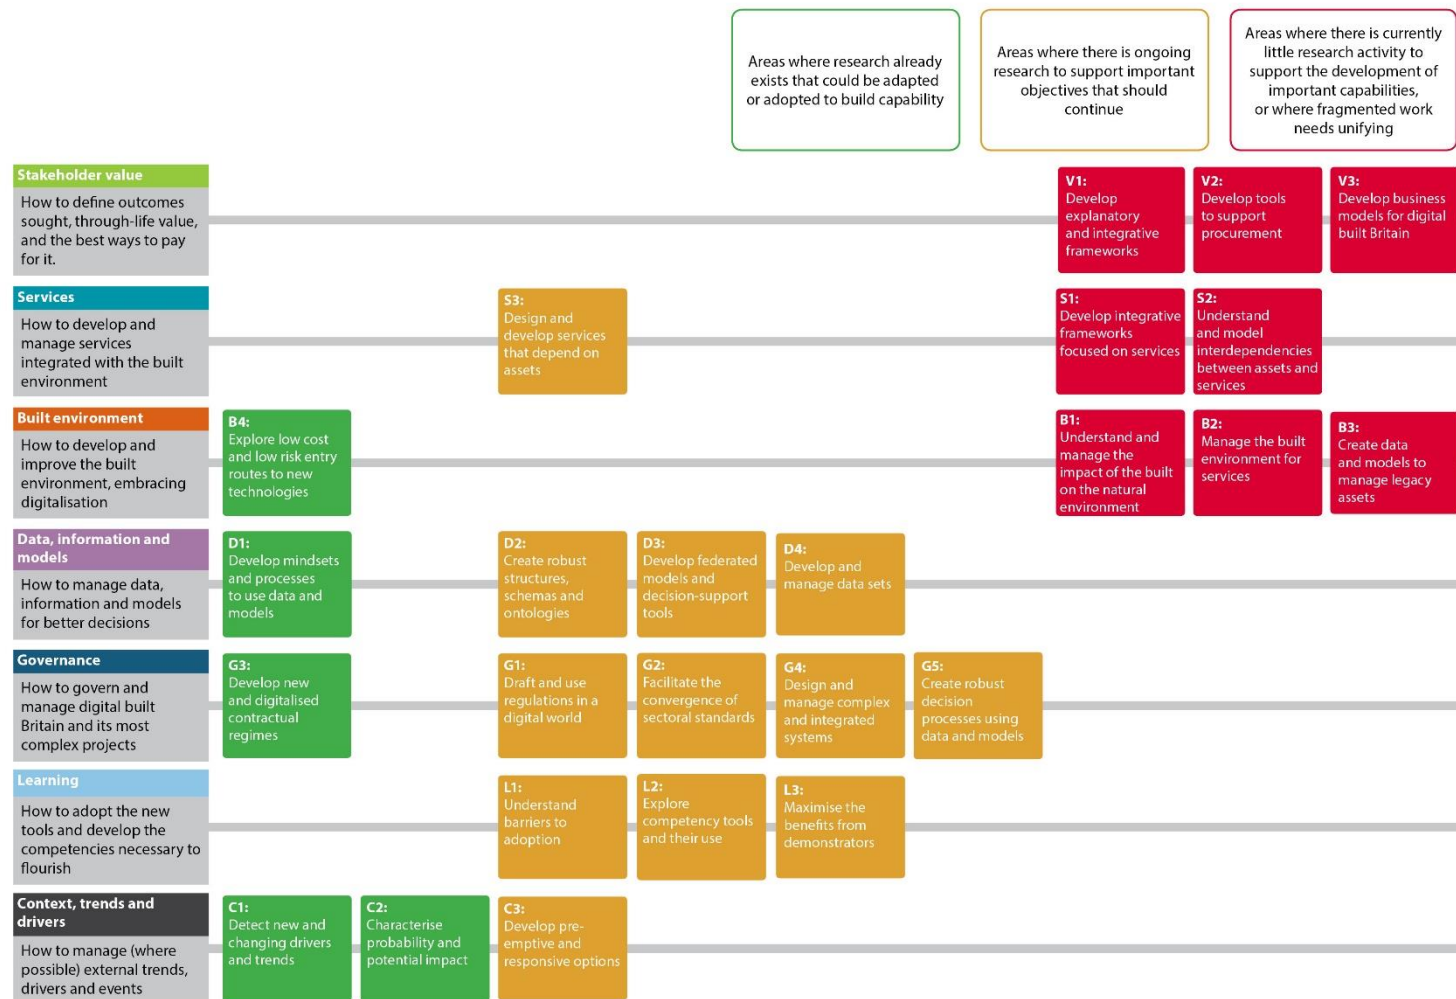 Areas where research already
exists that could be adapted
or adopted to build capability
Areas where there is ongoing
research to support important
objectives that should
continue
Areas where there is currently
little research activity to
support the development of
important capabilities,
or where fragmented work
needs unifying
Stakeholder value
How to define outcomes
sought, through-life value,
and the best ways to pay
for it.
V1:
Develop
explanatory
and integrative
frameworks
V2:
Develop tools
to support
procurement
V3:
Develop business
models for digital
built Britain
Services
How to develop and
manage services
integrated with the built
environment
S3:
Design and
develop services
that depend on
assets
S1:
Develop integrative
frameworks
focused on services
S2:
Understand
and model
interdependencies
between assets and
services
Built environment
How to develop and
improve the built
environment, embracing
digitalisation
B4:
Explore low cost
and low risk entry
routes to new
technologies
B1:
Understand and
manage the
impact of the built
on the natural
environment
B2:
Manage the built
environment for
services
B3:
Create data
and models to
manage legacy
assets
Data, information and
models
How to manage data,
information and models
for better decisions
D1:
Develop mindsets
and processes
to use data and
models
D2:
Create robust
structures,
schemas and
ontologies
D3:
Develop federated
models and
decision-support
tools
D4:
Develop and
manage data sets
Governance
How to govern and
manage digital built
Britain and its most
complex projects
G3:
Develop new
and digitalised
contractual
regimes
G1:
Draft and use
regulations in a
digital world
G2:
Facilitate the
convergence of
sectoral standards
G4:
Design and
manage complex
and integrated
systems
G5:
Create robust
decision
processes using
data and models
Learning
How to adopt the new
tools and develop the
competencies necessary to
flourish
L1:
Understand
barriers to
adoption
L2:
Explore
competency tools
and their use
L3:
Maximise the
benefits from
demonstrators
Context, trends and
drivers
How to manage (where
possible) external trends,
drivers and events
C1:
Detect new and
changing drivers
and trends
C2:
Characterise
probability and
potential impact
C3:
Develop pre-
emptive and
responsive options